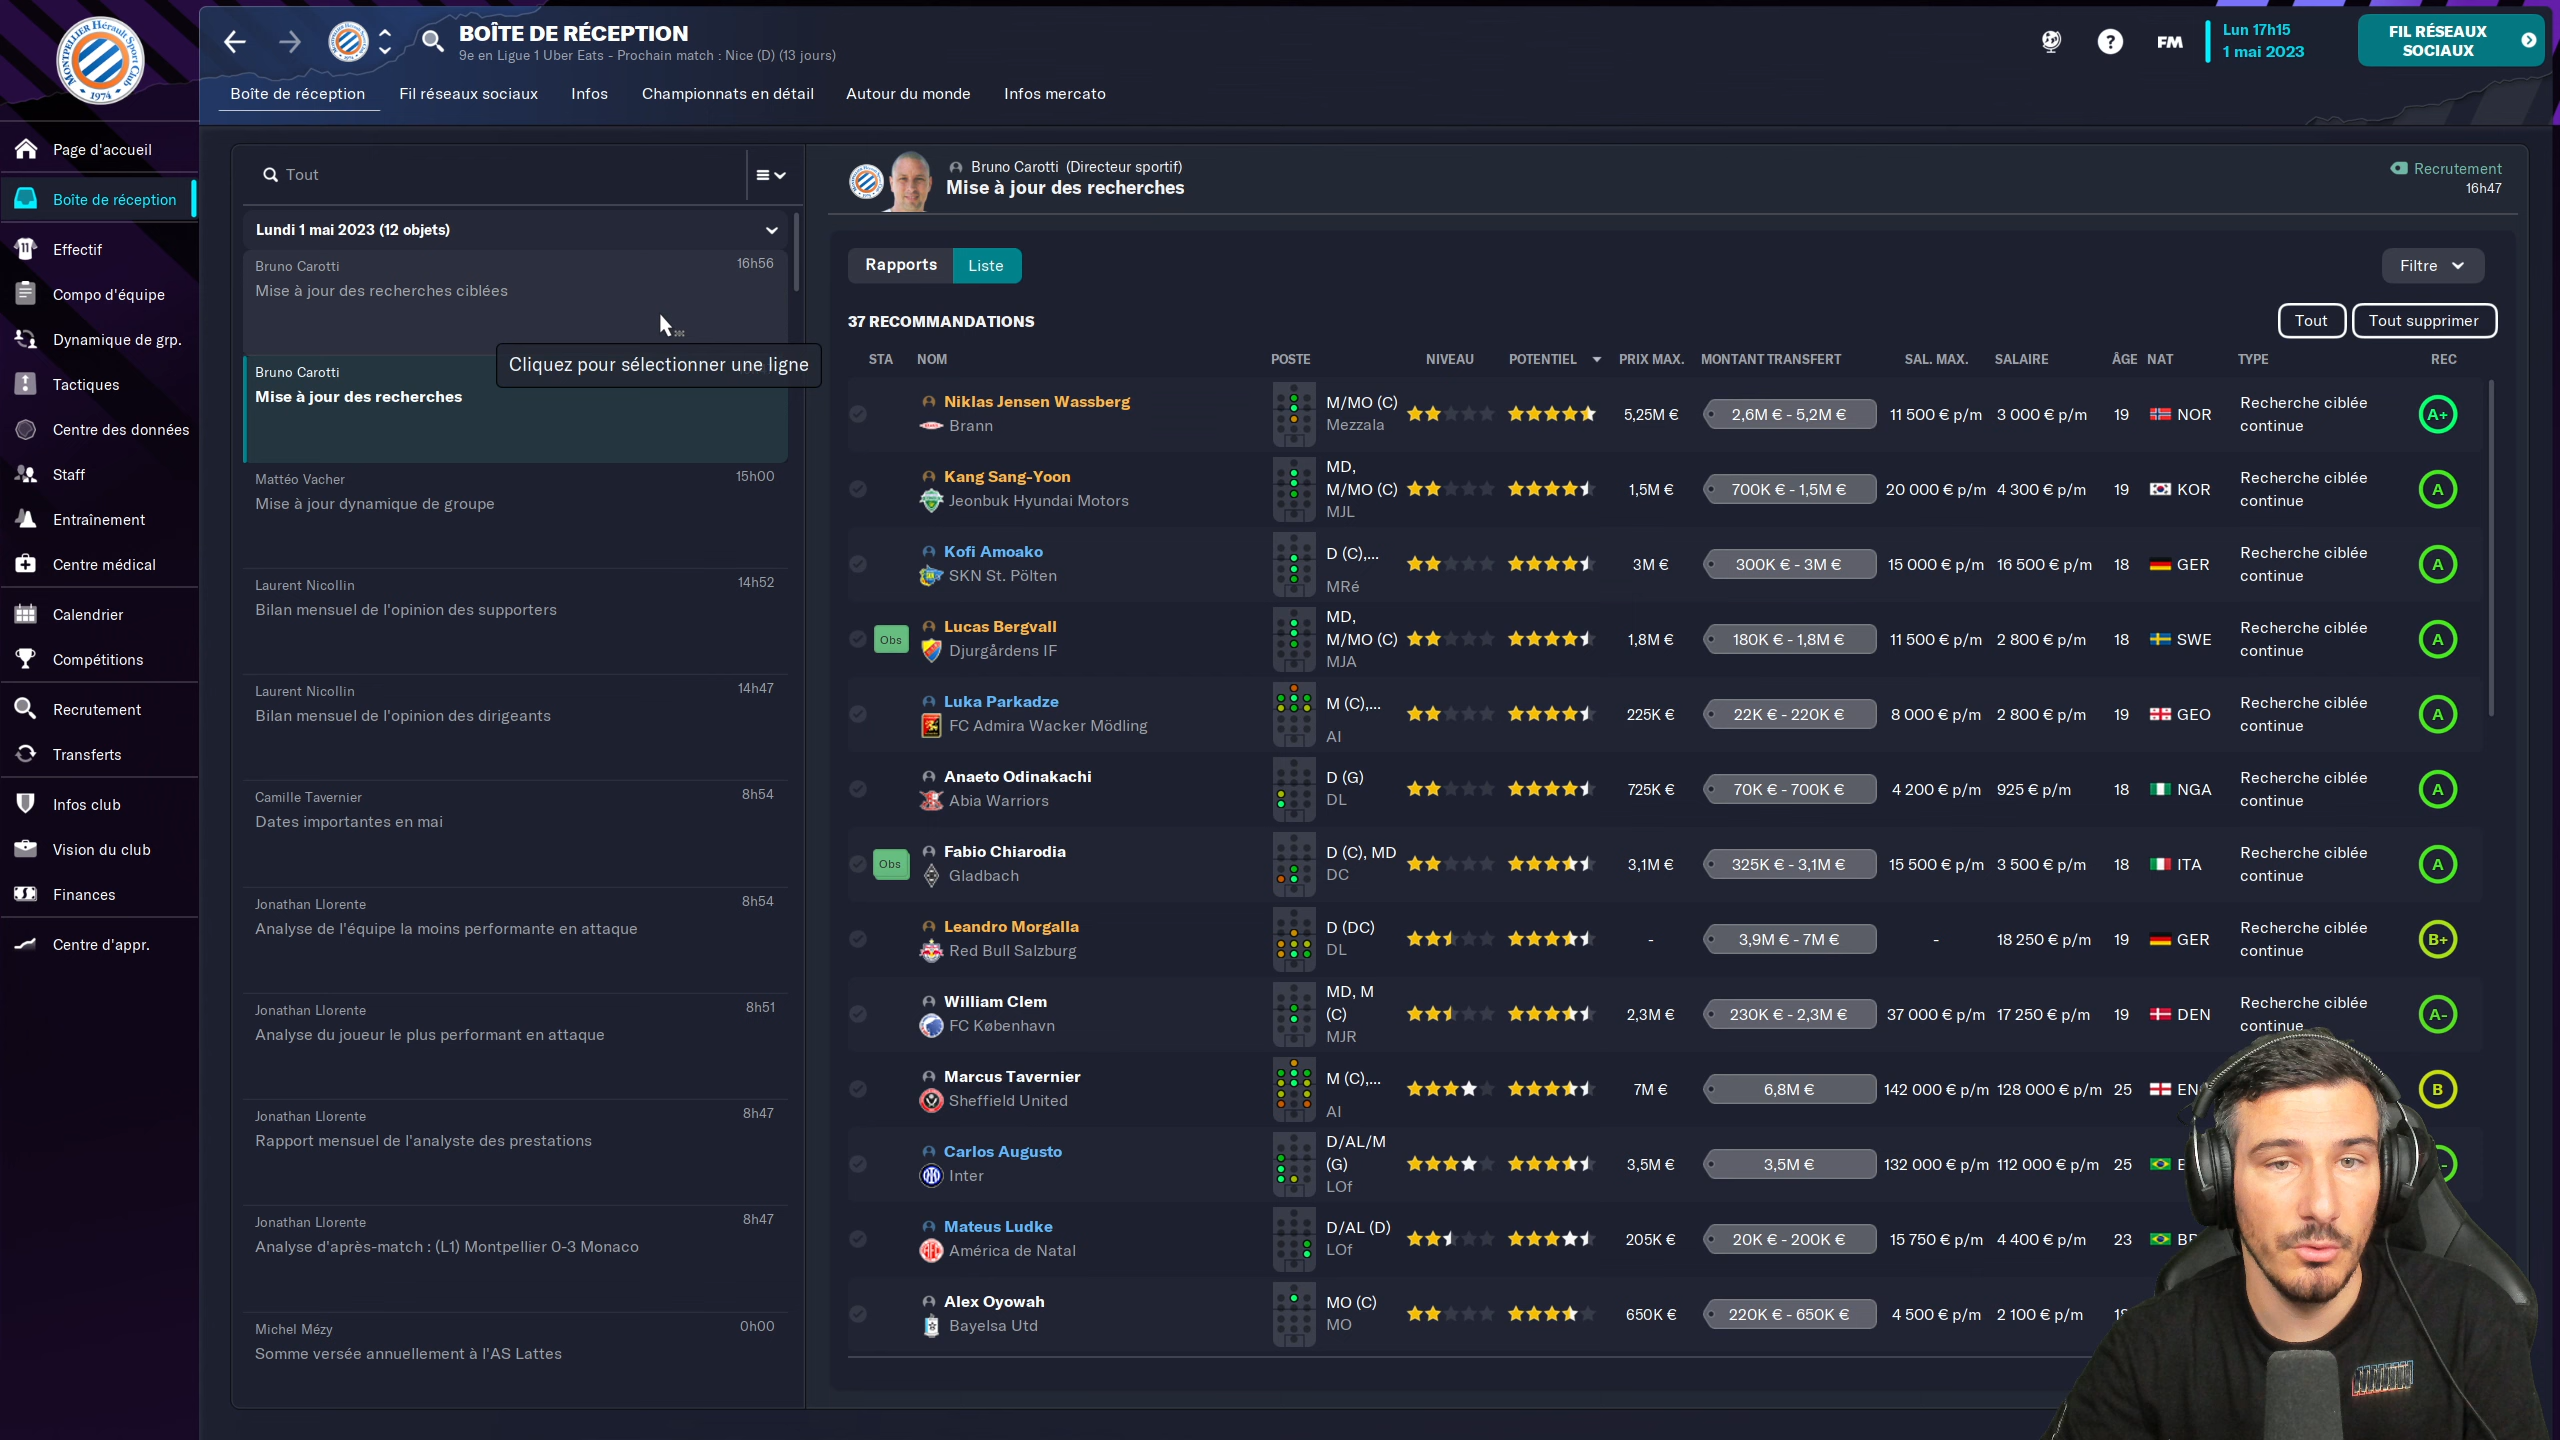 MONTPELLIER Hérault Sport Club
1974
BOÎTE DE RÉCEPTION
9e en Ligue 1 Uber Eats - Prochain match : Nice (D) (13 jours)
FM
Lun 17h15
1 mai 2023
FIL RÉSEAUX
SOCIAUX
Boîte de réception
Fil réseaux sociaux
Infos
Championnats en détail
Autour du monde
Infos mercato
Page d'accueil
Boîte de réception
Effectif
Compo d'équipe
Dynamique de grp.
Tactiques
Centre des données
Staff
Entraînement
Centre médical
Calendrier
Compétitions
Recrutement
Transferts
Infos club
Vision du club
Finances
Centre d'appr.
Tout
Lundi 1 mai 2023 (12 objets)
Bruno Carotti 16h56
Mise à jour des recherches ciblées
Cliquez pour sélectionner une ligne
Bruno Carotti
Mise à jour des recherches
Mattéo Vacher 15h00
Mise à jour dynamique de groupe
Laurent Nicollin 14h52
Bilan mensuel de l'opinion des supporters
Laurent Nicollin 14h47
Bilan mensuel de l'opinion des dirigeants
Camille Tavernier 8h54
Dates importantes en mai
Jonathan Llorente 8h54
Analyse de l'équipe la moins performante en attaque
Jonathan Llorente 8h51
Analyse du joueur le plus performant en attaque
Jonathan Llorente 8h47
Rapport mensuel de l'analyste des prestations
Jonathan Llorente 8h47
Analyse d'après-match : (L1) Montpellier 0-3 Monaco
Michel Mézy 0h00
Somme versée annuellement à l'AS Lattes
Bruno Carotti (Directeur sportif)
Mise à jour des recherches
Recrutement
16h47
Rapports Liste
Filtre
37 RECOMMANDATIONS
Tout Tout supprimer
STA NOM POSTE NIVEAU POTENTIEL PRIX MAX. MONTANT TRANSFERT SAL. MAX. SALAIRE ÂGE NAT TYPE REC
Niklas Jensen Wassberg
Brann
M/MO (C)
Mezzala
5,25M € 2,6M € - 5,2M € 11 500 € p/m 3 000 € p/m 19 NOR
Recherche ciblée
continue
A+
Kang Sang-Yoon
Jeonbuk Hyundai Motors
MD,
M/MO (C)
MJL
1,5M € 700K € - 1,5M € 20 000 € p/m 4 300 € p/m 19 KOR
Recherche ciblée
continue
A
Kofi Amoako
SKN St. Pölten
D (C),...
MRé
3M € 300K € - 3M € 15 000 € p/m 16 500 € p/m 18 GER
Recherche ciblée
continue
A
Obs
Lucas Bergvall
Djurgårdens IF
MD,
M/MO (C)
MJA
1,8M € 180K € - 1,8M € 11 500 € p/m 2 800 € p/m 18 SWE
Recherche ciblée
continue
A
Luka Parkadze
FC Admira Wacker Mödling
M (C),...
AI
225K € 22K € - 220K € 8 000 € p/m 2 800 € p/m 19 GEO
Recherche ciblée
continue
A
Anaeto Odinakachi
Abia Warriors
D (G)
DL
725K € 70K € - 700K € 4 200 € p/m 925 € p/m 18 NGA
Recherche ciblée
continue
A
Obs
Fabio Chiarodia
Gladbach
D (C), MD
DC
3,1M € 325K € - 3,1M € 15 500 € p/m 3 500 € p/m 18 ITA
Recherche ciblée
continue
A
Leandro Morgalla
Red Bull Salzburg
D (DC)
DL
- 3,9M € - 7M € - 18 250 € p/m 19 GER
Recherche ciblée
continue
B+
William Clem
FC København
MD, M
(C)
MJR
2,3M € 230K € - 2,3M € 37 000 € p/m 17 250 € p/m 19 DEN
Recherche ciblée
continue
A-
Marcus Tavernier
Sheffield United
M (C),...
AI
7M € 6,8M € 142 000 € p/m 128 000 € p/m 25 EN
B
Carlos Augusto
Inter
D/AL/M
(G)
LOf
3,5M € 3,5M € 132 000 € p/m 112 000 € p/m 25
Mateus Ludke
América de Natal
D/AL (D)
LOf
205K € 20K € - 200K € 15 750 € p/m 4 400 € p/m 23
Alex Oyowah
Bayelsa Utd
MO (C)
MO
650K € 220K € - 650K € 4 500 € p/m 2 100 € p/m